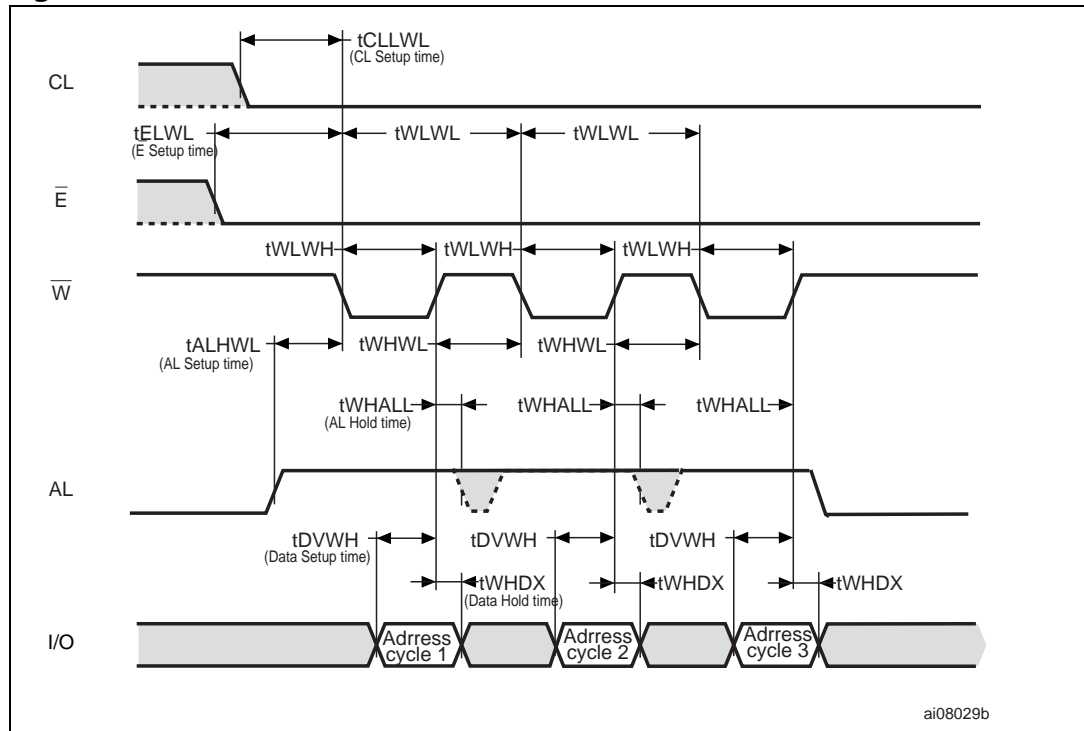 tCLLWL
(CL Setup time)
CL
tELWL
(E Setup time)
tWLWL
tWLWL
E
tWLWH
tWLWH
tWLWH
W
tALHWL
(AL Setup time)
tWHWL
tWHWL
tWHALL
(AL Hold time)
tWHALL
tWHALL
AL
tDVWH
(Data Setup time)
tDVWH
tDVWH
tWHDX
(Data Hold time)
tWHDX
tWHDX
I/O
Adrress
cycle 1
Adrress
cycle 2
Adrress
cycle 3
ai08029b